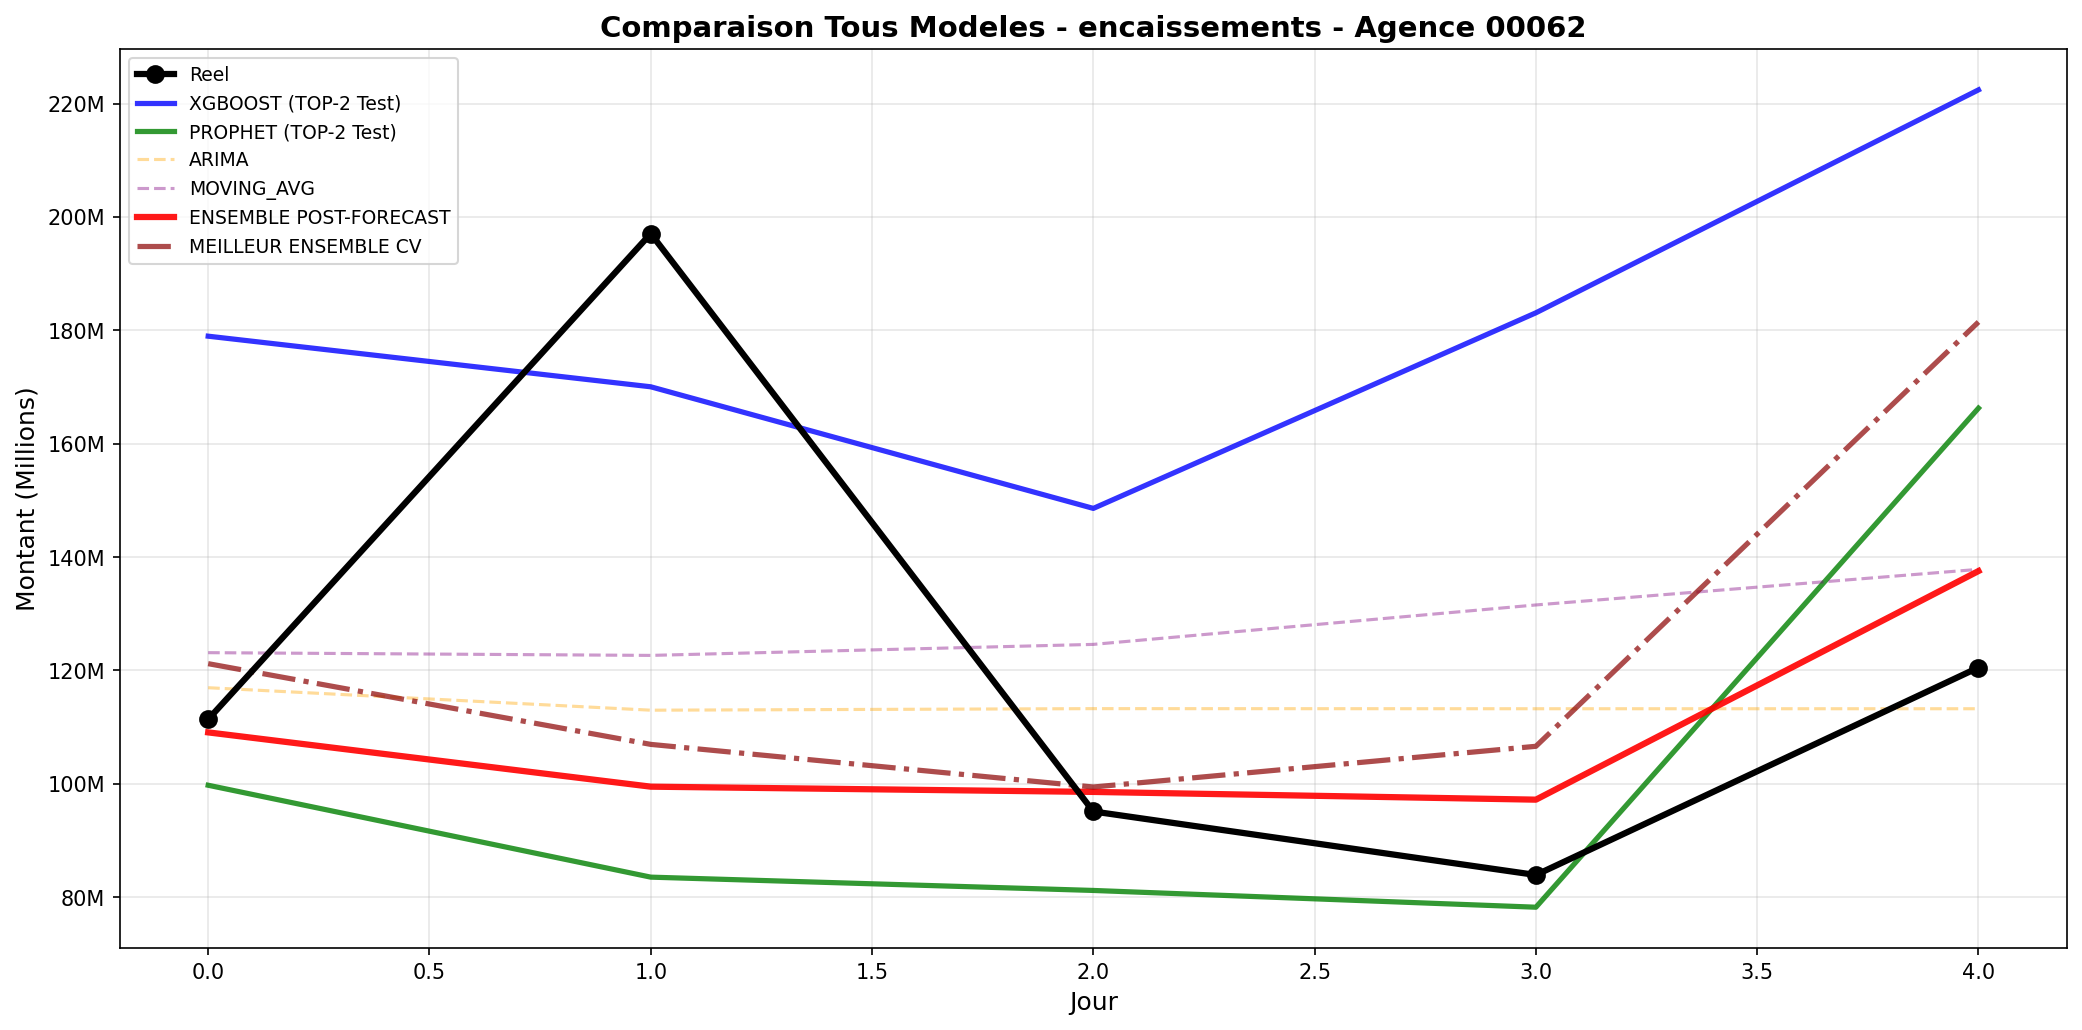 Comparaison Tous Modeles - encaissements - Agence 00062
Reel
XGBOOST (TOP-2 Test)
PROPHET (TOP-2 Test)
ARIMA
MOVING_AVG
ENSEMBLE POST-FORECAST
MEILLEUR ENSEMBLE CV
Montant (Millions)
220M
200M
180M
160M
140M
120M
100M
80M
0.0 0.5 1.0 1.5 2.0 2.5 3.0 3.5 4.0
Jour